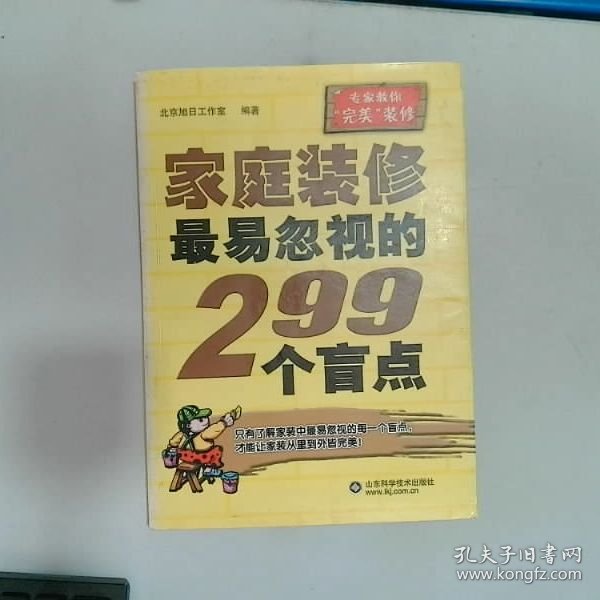 北京旭日工作室 编著
专家教你
“完美”装修
家庭装修
最易忽视的
299
个盲点
只有了解家装中最易忽视的每一个盲点，
才能让家装从里到外皆完美！
山东科学技术出版社
www.lkj.com.cn
孔夫子旧书网
www.kongfz.com